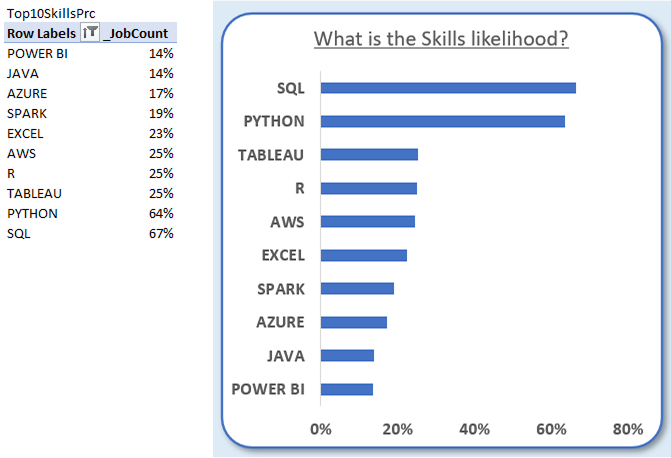 Top10SkillsPrc
Row Labels _JobCount
POWER BI 14%
JAVA 14%
AZURE 17%
SPARK 19%
EXCEL 23%
AWS 25%
R 25%
TABLEAU 25%
PYTHON 64%
SQL 67%
What is the Skills likelihood?
SQL
PYTHON
TABLEAU
R
AWS
EXCEL
SPARK
AZURE
JAVA
POWER BI
0% 20% 40% 60% 80%